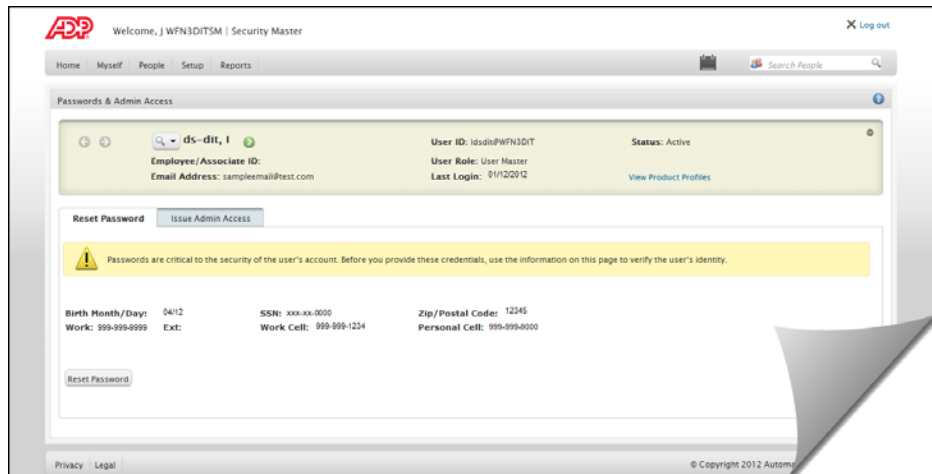 ADP Welcome, J WFN3DITSM | Security Master X Log out
Home Myself People Setup Reports Search People
Passwords & Admin Access
ds-dit, I User ID: ldsdit@WFN3DIT Status: Active
Employee/Associate ID: User Role: User Master
Email Address: sampleemail@test.com Last Login: 01/12/2012 View Product Profiles
Reset Password Issue Admin Access
Passwords are critical to the security of the user's account. Before you provide these credentials, use the information on this page to verify the user's identity.
Birth Month/Day: 04/12 SSN: xxx-xx-0000 Zip/Postal Code: 12345
Work: 999-999-9999 Ext: Work Cell: 999-999-1234 Personal Cell: 999-999-9000
Reset Password
Privacy Legal © Copyright 2012 Automa